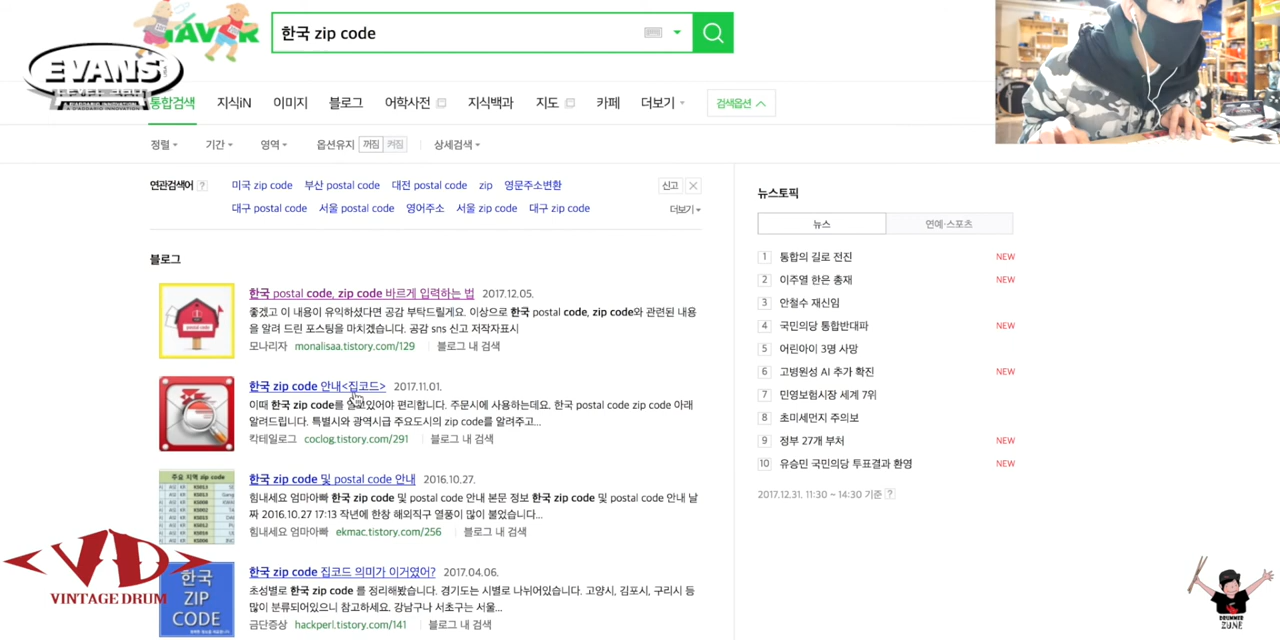 NAVER
한국 zip code
EVANS
통합검색 지식iN 이미지 블로그 어학사전 지식백과 지도 카페 더보기 검색옵션
정렬 기간 영역 옵션유지 꺼짐 켜짐 상세검색
연관검색어 ? 미국 zip code 부산 postal code 대전 postal code zip 영문주소변환 신고
대구 postal code 서울 postal code 영어주소 서울 zip code 대구 zip code 더보기
블로그
한국 postal code, zip code 바르게 입력하는 법 2017.12.05.
좋겠고 이 내용이 유익하셨다면 공감 부탁드릴게요. 이상으로 한국 postal code, zip code와 관련된 내용
을 알려 드린 포스팅을 마치겠습니다. 공감 sns 신고 저작자표시
모나리자 monalisaa.tistory.com/129 블로그 내 검색
postal code
한국 zip code 안내<집코드> 2017.11.01.
이때 한국 zip code를 있어야 편리합니다. 주문시에 사용하는데요. 한국 postal code zip code 아래
알려드립니다. 특별시와 광역시급 주요도시의 zip code를 알려주고...
칵테일로그 coclog.tistory.com/291 블로그 내 검색
한국 zip code 및 postal code 안내 2016.10.27.
힘내세요 엄마아빠 한국 zip code 및 postal code 안내 본문 정보 한국 zip code 및 postal code 안내 날
짜 2016.10.27 17:13 작년에 한참 해외직구 열풍이 많이 불었습니다...
힘내세요 엄마아빠 ekmac.tistory.com/256 블로그 내 검색
주요 지역 zip code
한국 zip code 집코드 의미가 이거였어? 2017.04.06.
초성별로 한국 zip code 를 정리해봤습니다. 경기도는 시별로 나뉘어있습니다. 고양시, 김포시, 구리시 등
많이 분류되어있으니 참고하세요. 강남구나 서초구는 서울...
금단증상 hackperl.tistory.com/141 블로그 내 검색
한국
ZIP
CODE
VD
VINTAGE DRUM
뉴스토픽
뉴스 연예·스포츠
1 통합의 길로 전진 NEW
2 이주열 한은 총재 NEW
3 안철수 재신임
4 국민의당 통합반대파 NEW
5 어린아이 3명 사망
6 고병원성 AI 추가 확진 NEW
7 민영보험시장 세계 7위
8 초미세먼지 주의보
9 정부 27개 부처 NEW
10 유승민 국민의당 투표결과 환영 NEW
2017.12.31. 11:30 ~ 14:30 기준 ?
DRUMMER
ZUNE